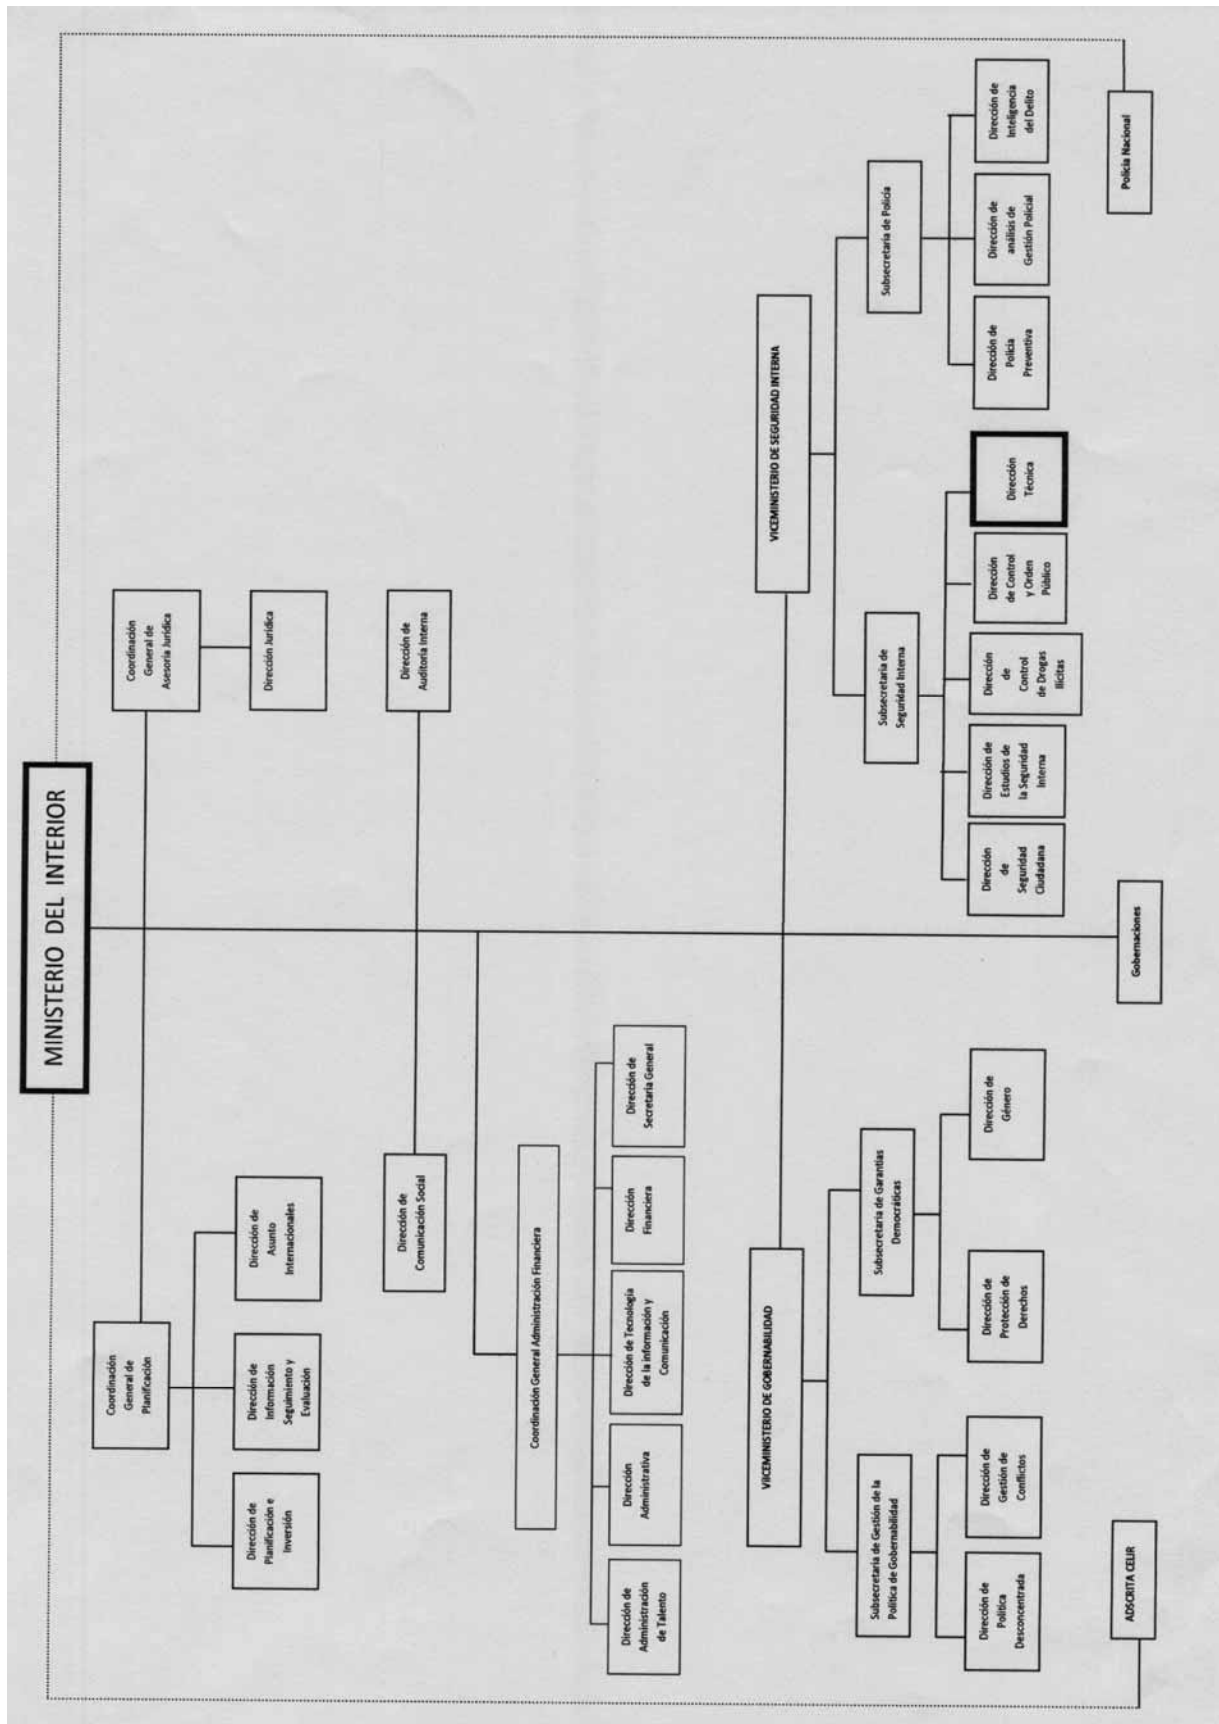 MINISTERIO DEL INTERIOR
Coordinación
General de
Planificación
Coordinación
General de
Asesoría Jurídica
Dirección de
Planificación e
Inversión
Dirección de
Información
Seguimiento y
Evaluación
Dirección de
Asunto
Internacionales
Dirección Jurídica
Dirección de
Comunicación Social
Dirección de
Auditoría Interna
Coordinación General Administración Financiera
Dirección de
Administración
de Talento
Dirección
Administrativa
Dirección de Tecnología
de la información y
Comunicación
Dirección
Financiera
Dirección de
Secretaría General
VIICEMINISTERIO DE GOBERNABILIDAD
VICEMINISTERIO DE SEGURIDAD INTERNA
Subsecretaria de Gestión de la
Política de Gobernabilidad
Subsecretaria de Garantías
Democráticas
Subsecretaria de
Seguridad Interna
Subsecretaria de Policía
Dirección de
Política
Desconcentrada
Dirección de
Gestión de
Conflictos
Dirección de
Protección de
Derechos
Dirección de
Género
Dirección
de
Seguridad
Ciudadana
Dirección de
Estudios de
la Seguridad
Interna
Dirección
de
Control
de Drogas
Ilícitas
Dirección
de Control
y Orden
Público
Dirección
Técnica
Dirección de
Policía
Preventiva
Dirección de
análisis de
Gestión Policial
Dirección de
Inteligencia
del Delito
ADSCRITA CELIR
Gobernaciones
Policía Nacional